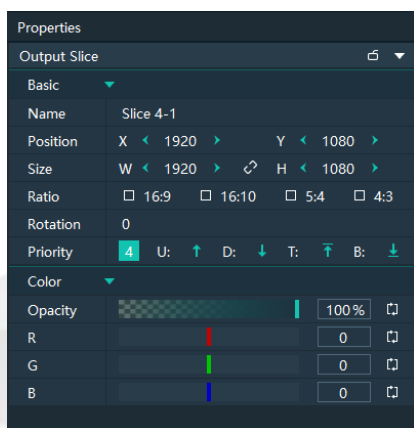 Properties
Output Slice
Basic
Name Slice 4-1
Position X 1920 Y 1080
Size W 1920 H 1080
Ratio 16:9 16:10 5:4 4:3
Rotation 0
Priority 4 U: D: T: B:
Color
Opacity 100%
R 0
G 0
B 0